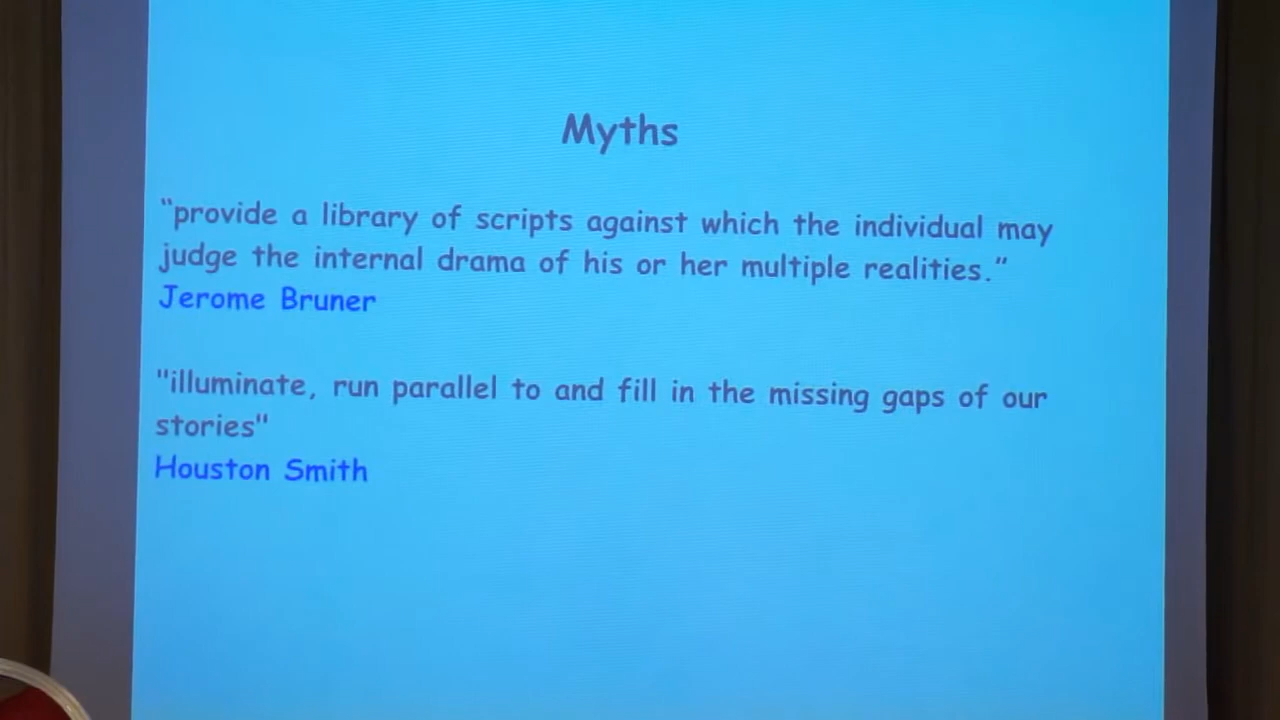 Myths
“provide a library of scripts against which the individual may
judge the internal drama of his or her multiple realities.”
Jerome Bruner
"illuminate, run parallel to and fill in the missing gaps of our
stories"
Houston Smith